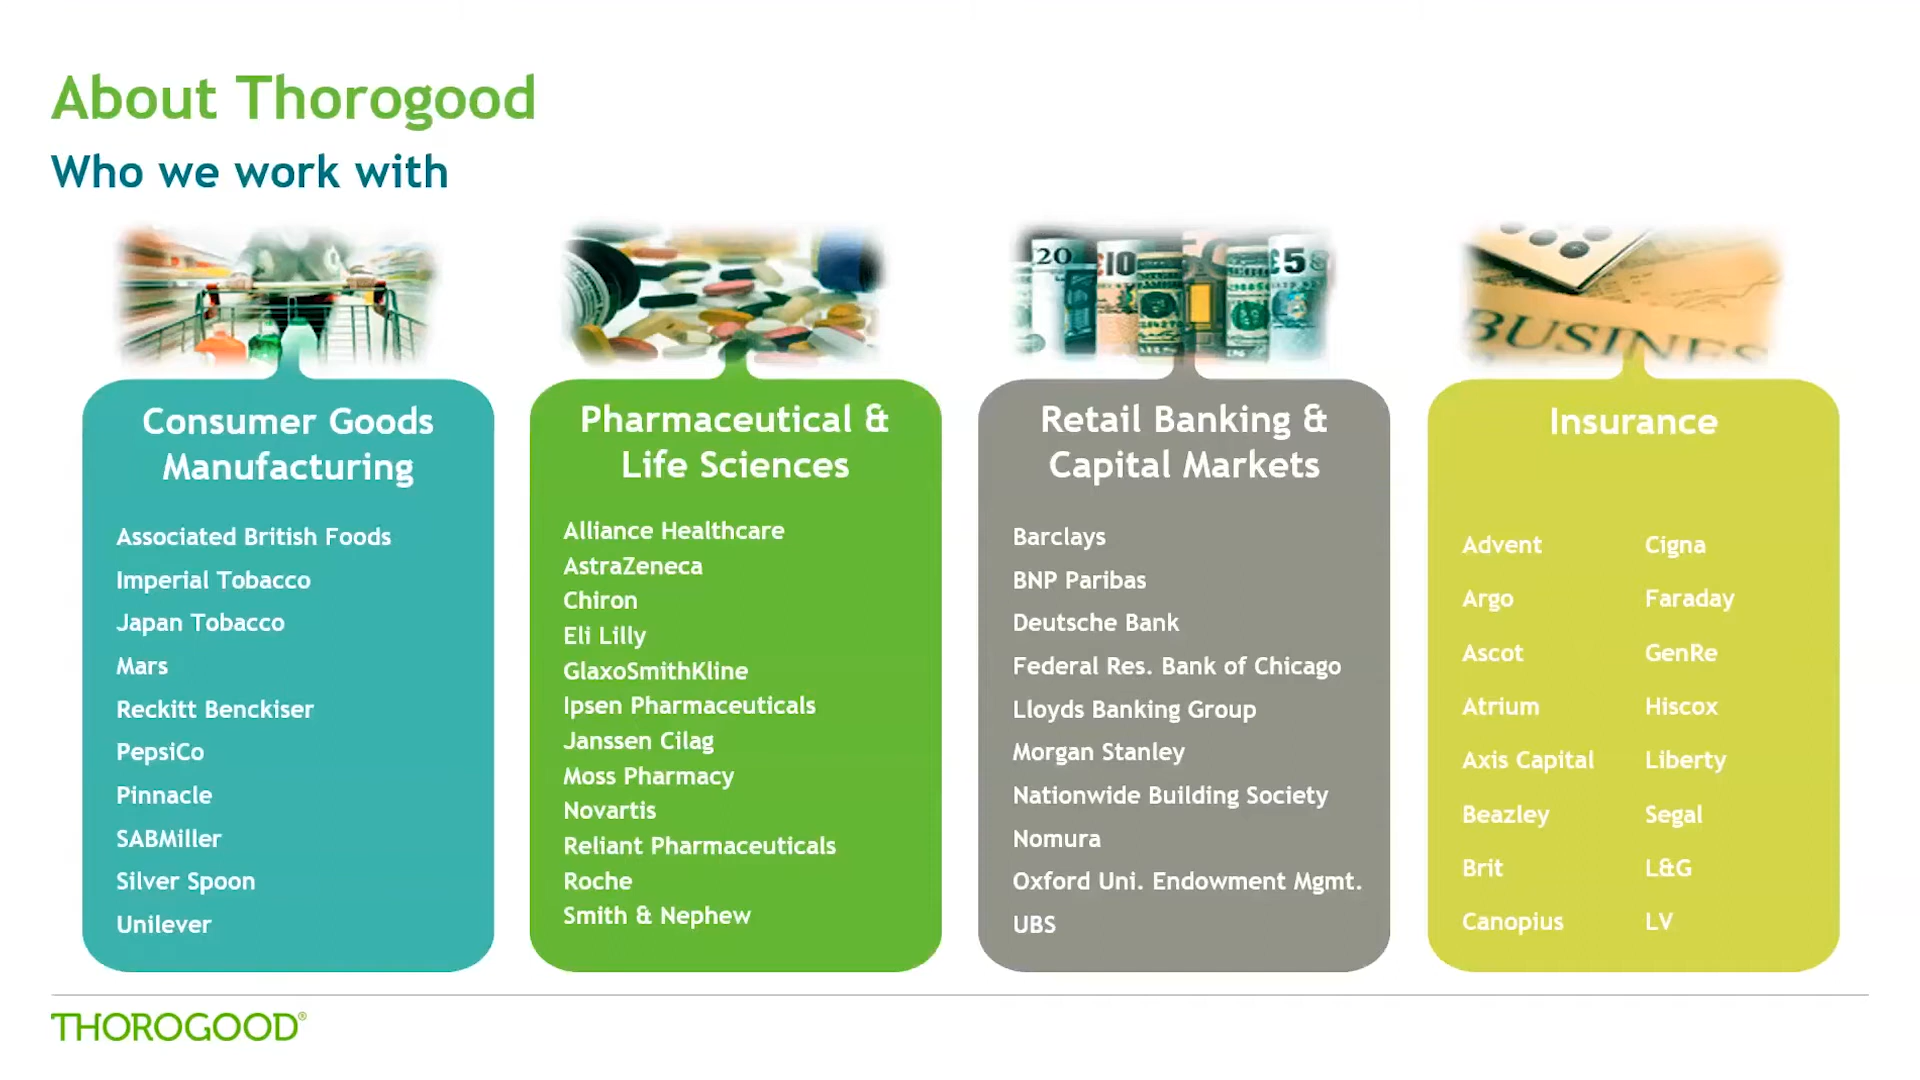 About Thorogood
Who we work with
20 £10 £5
BUSINES
Consumer Goods
Manufacturing
Associated British Foods
Imperial Tobacco
Japan Tobacco
Mars
Reckitt Benckiser
PepsiCo
Pinnacle
SABMiller
Silver Spoon
Unilever
Pharmaceutical &
Life Sciences
Alliance Healthcare
AstraZeneca
Chiron
Eli Lilly
GlaxoSmithKline
Ipsen Pharmaceuticals
Janssen Cilag
Moss Pharmacy
Novartis
Reliant Pharmaceuticals
Roche
Smith & Nephew
Retail Banking &
Capital Markets
Barclays
BNP Paribas
Deutsche Bank
Federal Res. Bank of Chicago
Lloyds Banking Group
Morgan Stanley
Nationwide Building Society
Nomura
Oxford Uni. Endowment Mgmt.
UBS
Insurance
Advent
Argo
Ascot
Atrium
Axis Capital
Beazley
Brit
Canopius
Cigna
Faraday
GenRe
Hiscox
Liberty
Segal
L&G
LV
THOROGOOD®